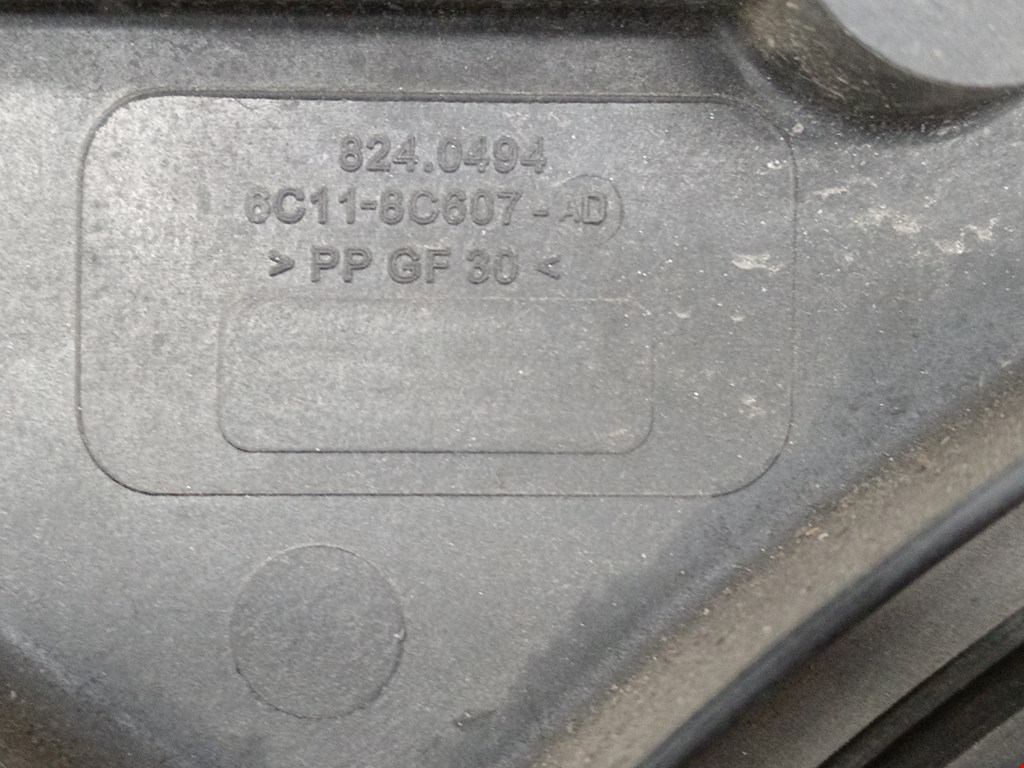 824.0494
6C11-8C607-AD
> PP GF 30 <